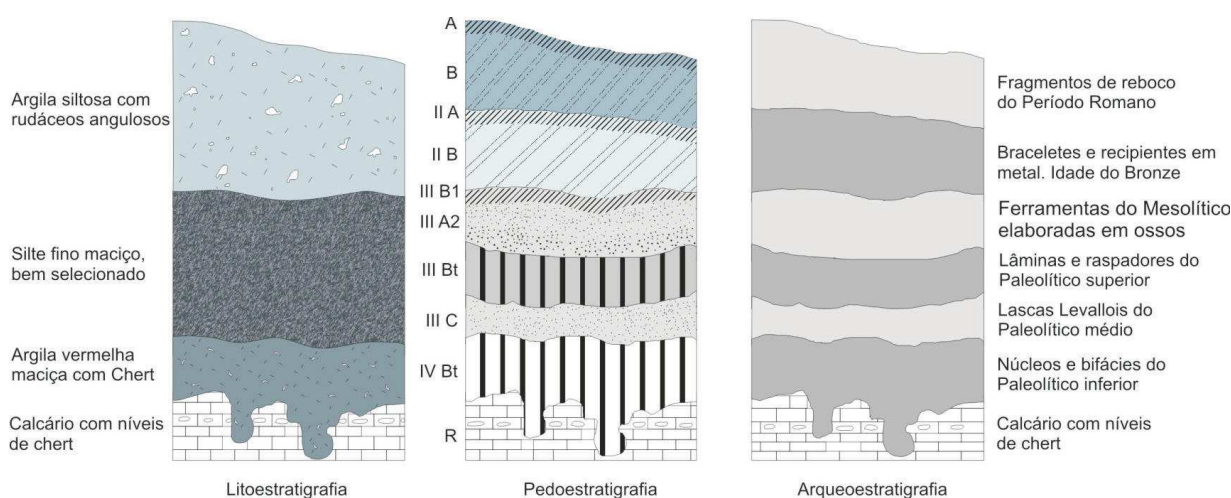 Argila siltosa com
rudáceos angulosos
Silte fino maciço,
bem selecionado
Argila vermelha
maciça com Chert
Calcário com níveis
de chert
Litoestratigrafia
A
B
II A
II B
III B1
III A2
III Bt
III C
IV Bt
R
Pedoestratigrafia
Fragmentos de reboco
do Período Romano
Braceletes e recipientes em
metal. Idade do Bronze
Ferramentas do Mesolítico
elaboradas em ossos
Lâminas e raspadores do
Paleolítico superior
Lascas Levallois do
Paleolítico médio
Núcleos e bifácies do
Paleolítico inferior
Calcário com níveis
de chert
Arqueoestratigrafia